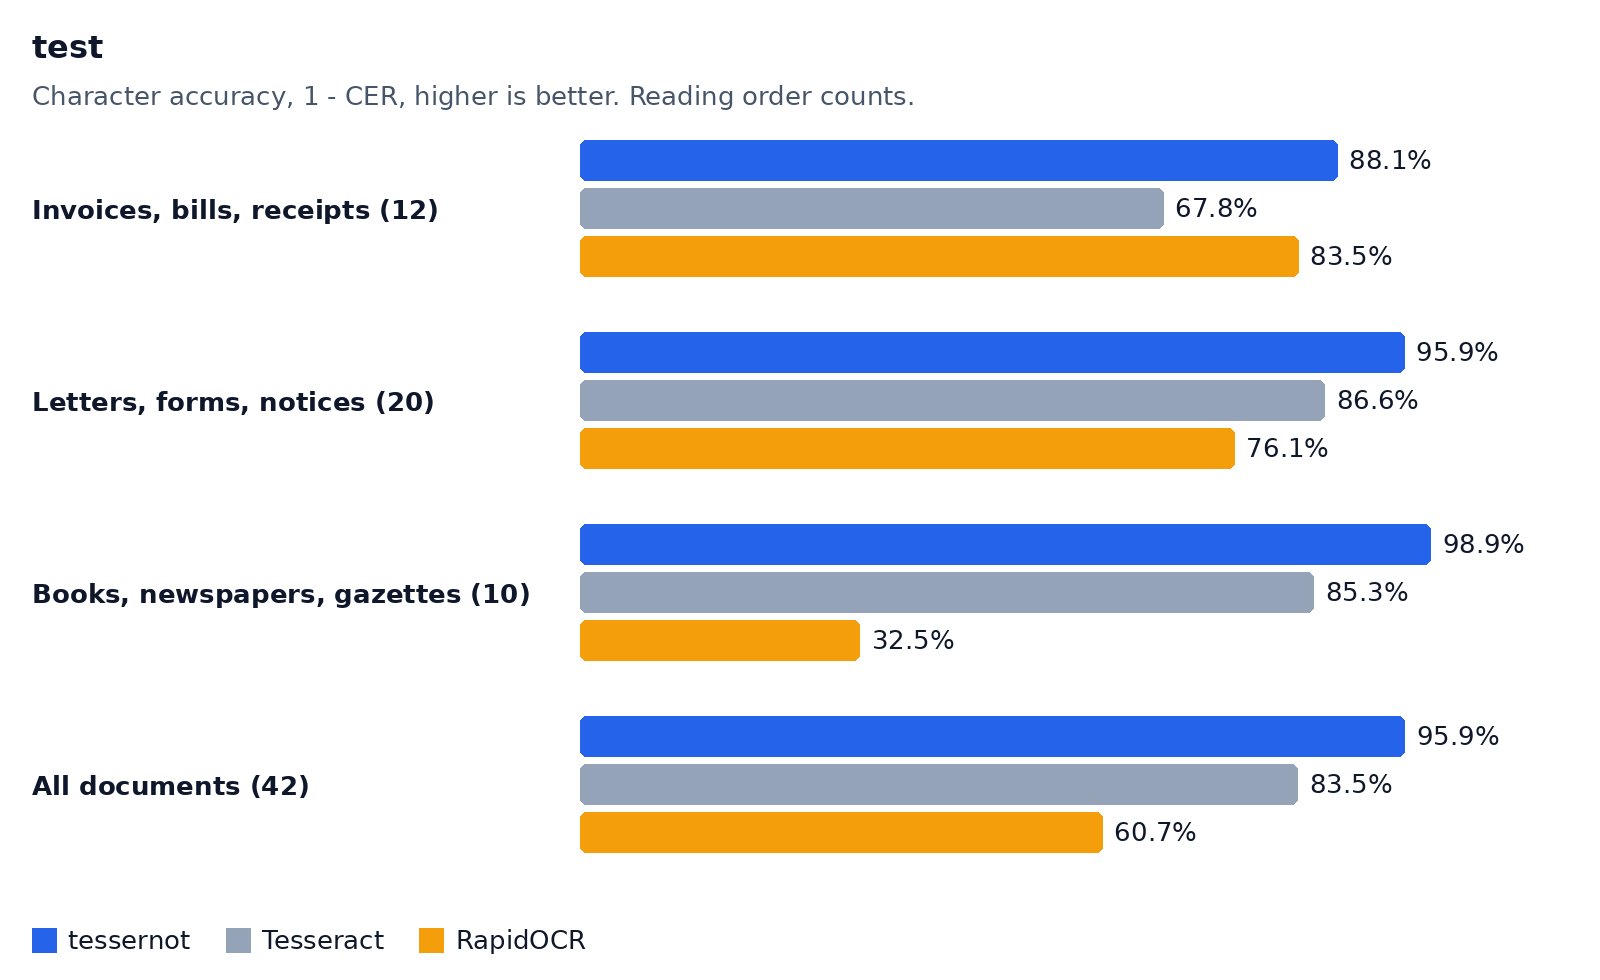 test
Character accuracy, 1 - CER, higher is better. Reading order counts.
Invoices, bills, receipts (12)
88.1%
67.8%
83.5%
Letters, forms, notices (20)
95.9%
86.6%
76.1%
Books, newspapers, gazettes (10)
98.9%
85.3%
32.5%
All documents (42)
95.9%
83.5%
60.7%
tessernot Tesseract RapidOCR